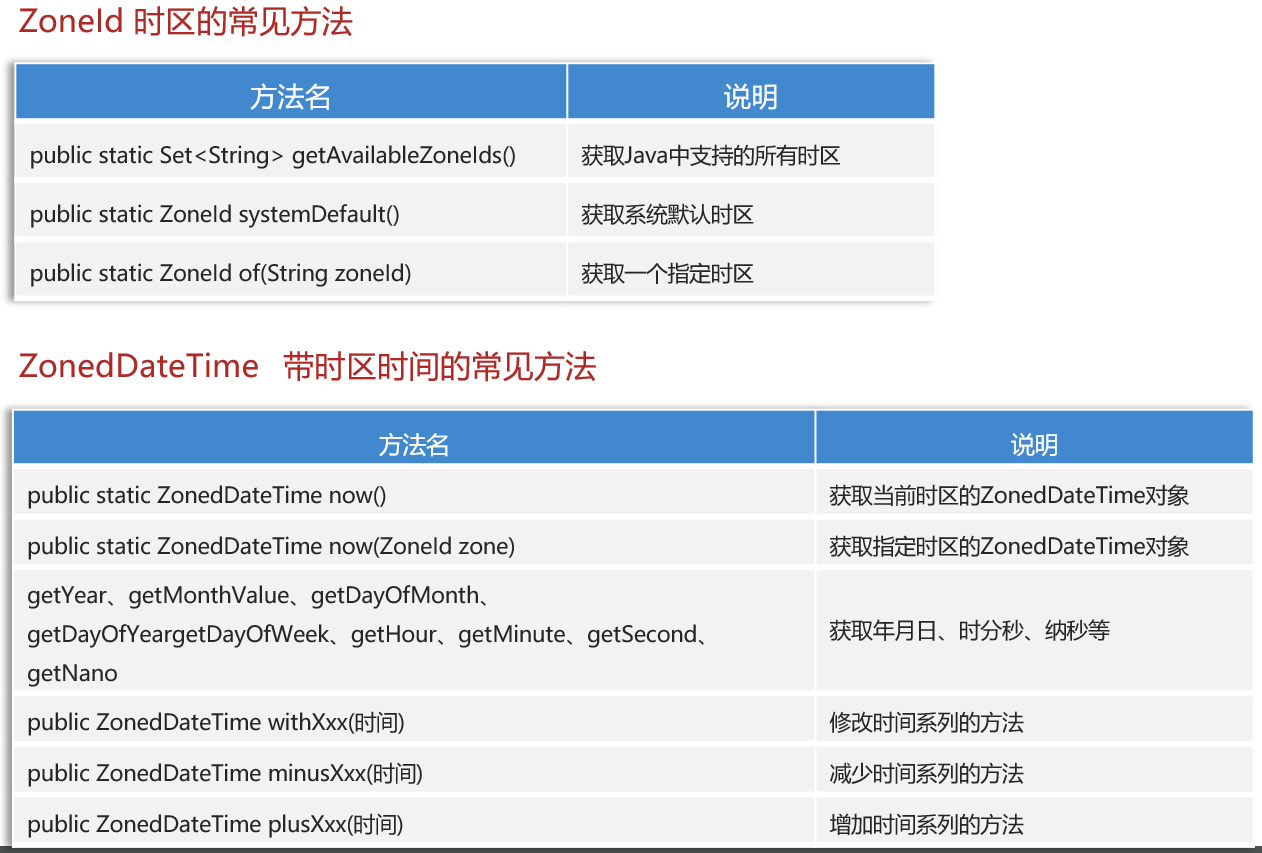 ZoneId 时区的常见方法
方法名 说明
public static Set<String> getAvailableZoneIds() 获取Java中支持的所有时区
public static ZoneId systemDefault() 获取系统默认时区
public static ZoneId of(String zoneId) 获取一个指定时区
ZonedDateTime 带时区时间的常见方法
方法名 说明
public static ZonedDateTime now() 获取当前时区的ZonedDateTime对象
public static ZonedDateTime now(ZoneId zone) 获取指定时区的ZonedDateTime对象
getYear、getMonthValue、getDayOfMonth、
getDayOfYeargetDayOfWeek、getHour、getMinute、getSecond、
getNano
获取年月日、时分秒、纳秒等
public ZonedDateTime withXxx(时间) 修改时间系列的方法
public ZonedDateTime minusXxx(时间) 减少时间系列的方法
public ZonedDateTime plusXxx(时间) 增加时间系列的方法